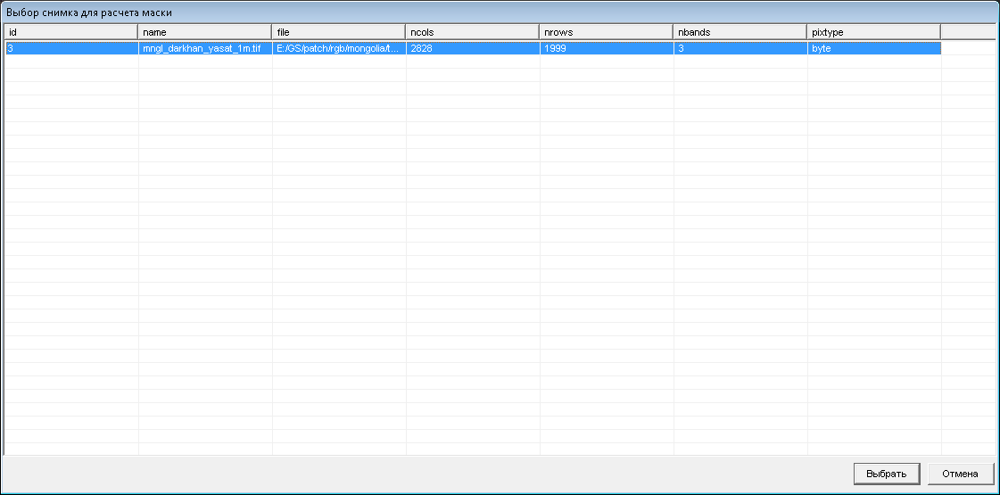 Выбор снимка для расчета маски
id name file ncols nrows nbands pixtype
3 mngl_darkhan_yasat_1m.tif E:/GS/patch/rgb/mongolia/t... 2828 1999 3 byte
Выбрать Отмена